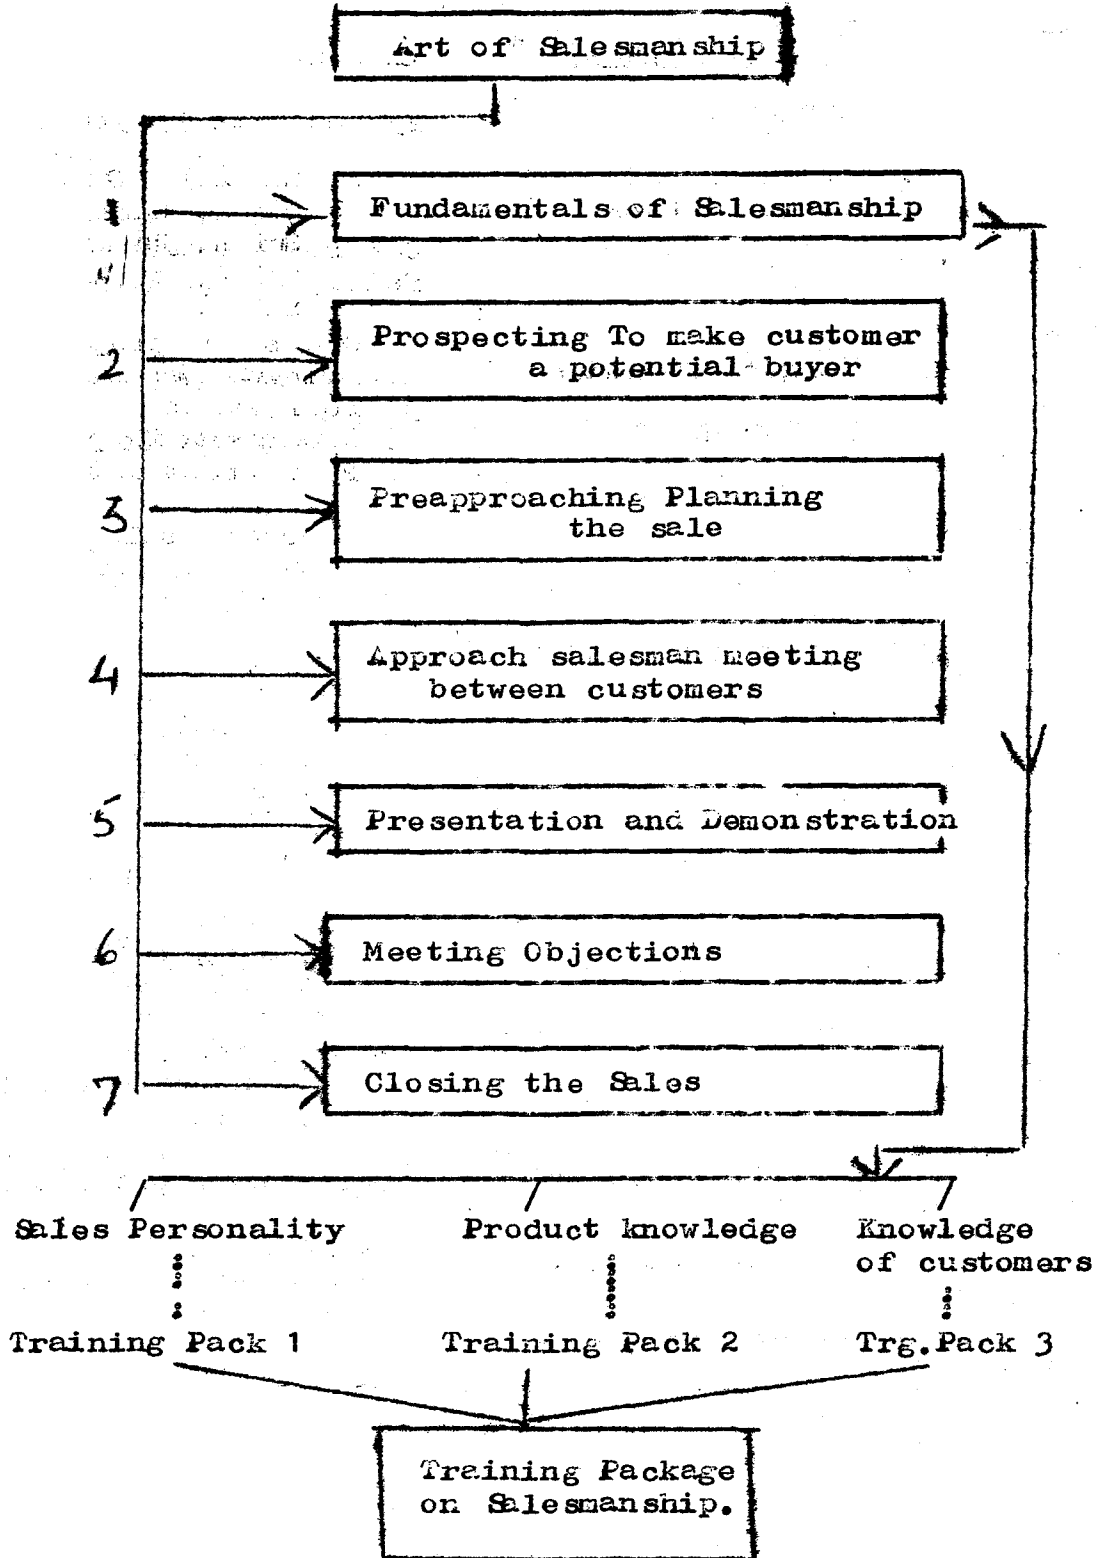 Art of Salesmanship
1
Fundamentals of Salesmanship
2
Prospecting To make customer
a potential buyer
3
Preapproaching Planning
the sale
4
Approach salesman meeting
between customers
5
Presentation and Demonstration
6
Meeting Objections
7
Closing the Sales
Sales Personality
Product knowledge
Knowledge
of customers
Training Pack 1
Training Pack 2
Trg.Pack 3
Training Package
on Salesmanship.